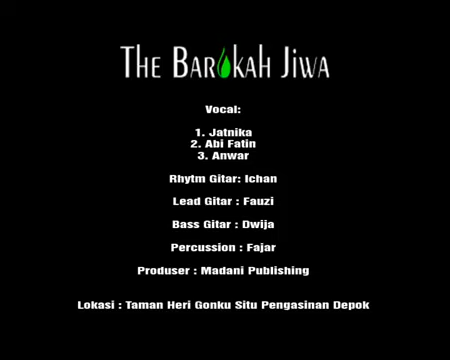 The Barokah Jiwa
Vocal:
1. Jatnika
2. Abi Fatin
3. Anwar
Rhytm Gitar: Ichan
Lead Gitar : Fauzi
Bass Gitar : Dwija
Percussion : Fajar
Produser : Madani Publishing
Lokasi : Taman Heri Gonku Situ Pengasinan Depok